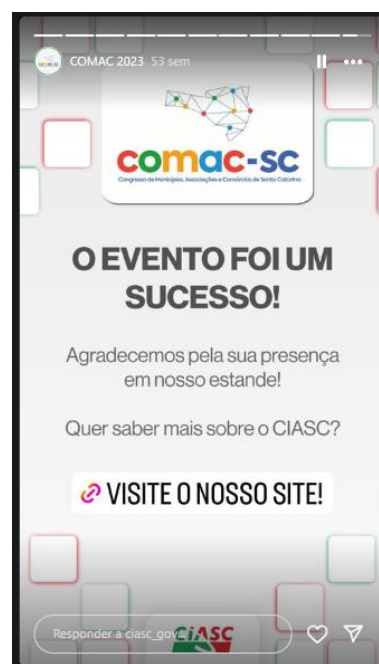 COMAC 2023 53 sem
comac-sc
Congresso de Municípios, Associações e Consórcios de Santa Catarina
O EVENTO FOI UM
SUCESSO!
Agradecemos pela sua presença
em nosso estande!
Quer saber mais sobre o CIASC?
VISITE O NOSSO SITE!
Responder a ciasc_gov...
CIASC